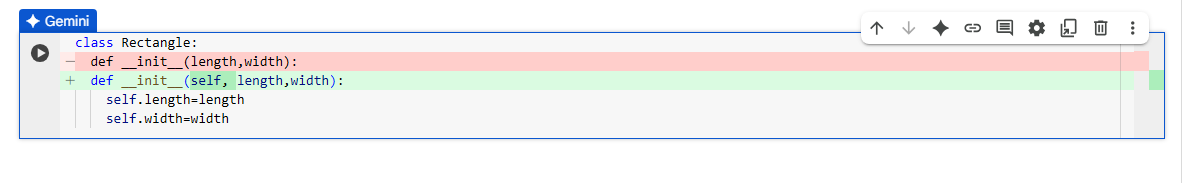 Gemini
class Rectangle:
− def __init__(length,width):
+ def __init__(self, length,width):
self.length=length
self.width=width